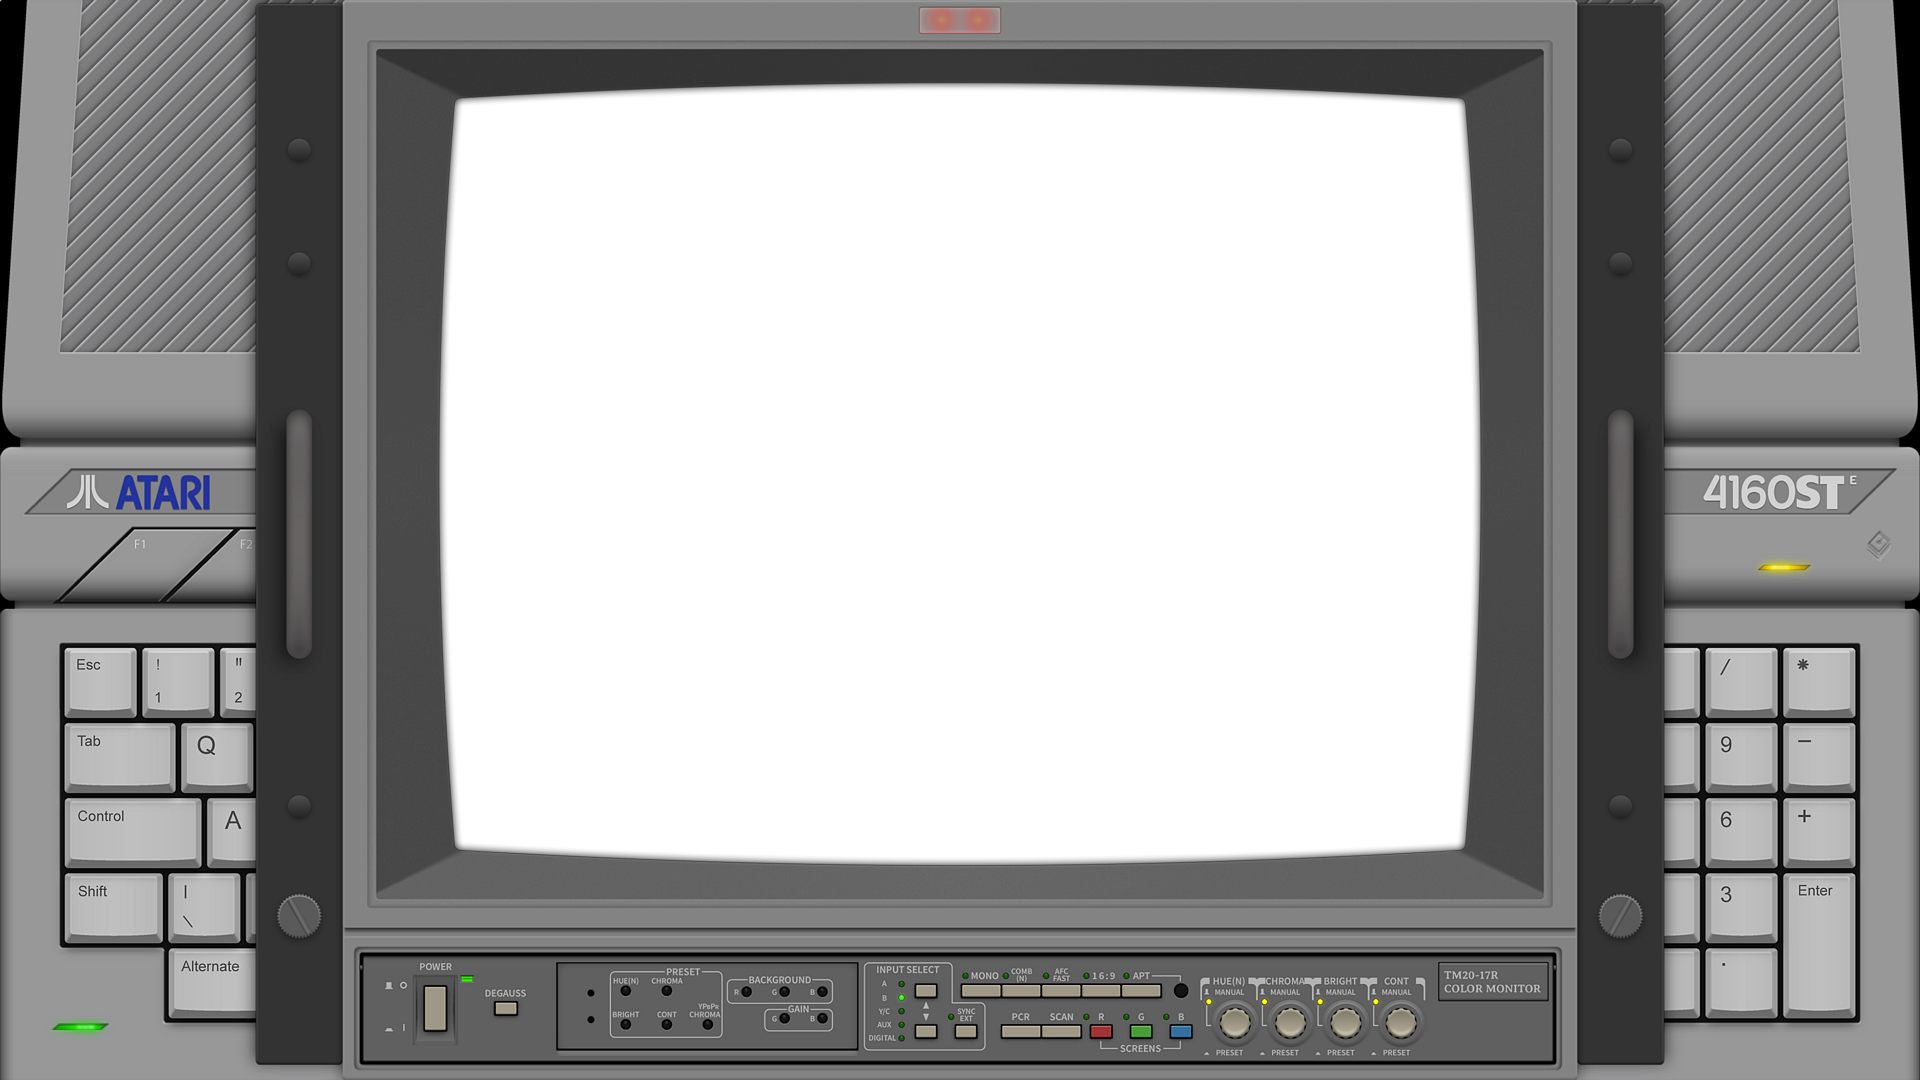 ATARI
4160STE
F1
F2
Esc
!
1
"
2
/
*
Tab
Q
9
−
Control
A
6
+
Shift
|
\
3
Enter
Alternate
.
POWER
O
I
DEGAUSS
PRESET
HUE(N)
CHROMA
BRIGHT
CONT
YPBPR
CHROMA
BACKGROUND
R
G
B
GAIN
G
B
INPUT SELECT
A
B
Y/C
AUX
DIGITAL
SYNC
EXT
MONO
COMB
(N)
AFC
FAST
16:9
APT
PCR
SCAN
R
G
B
SCREENS
HUE(N)
MANUAL
PRESET
CHROMA
MANUAL
PRESET
BRIGHT
MANUAL
PRESET
CONT
MANUAL
PRESET
TM20-17R
COLOR MONITOR